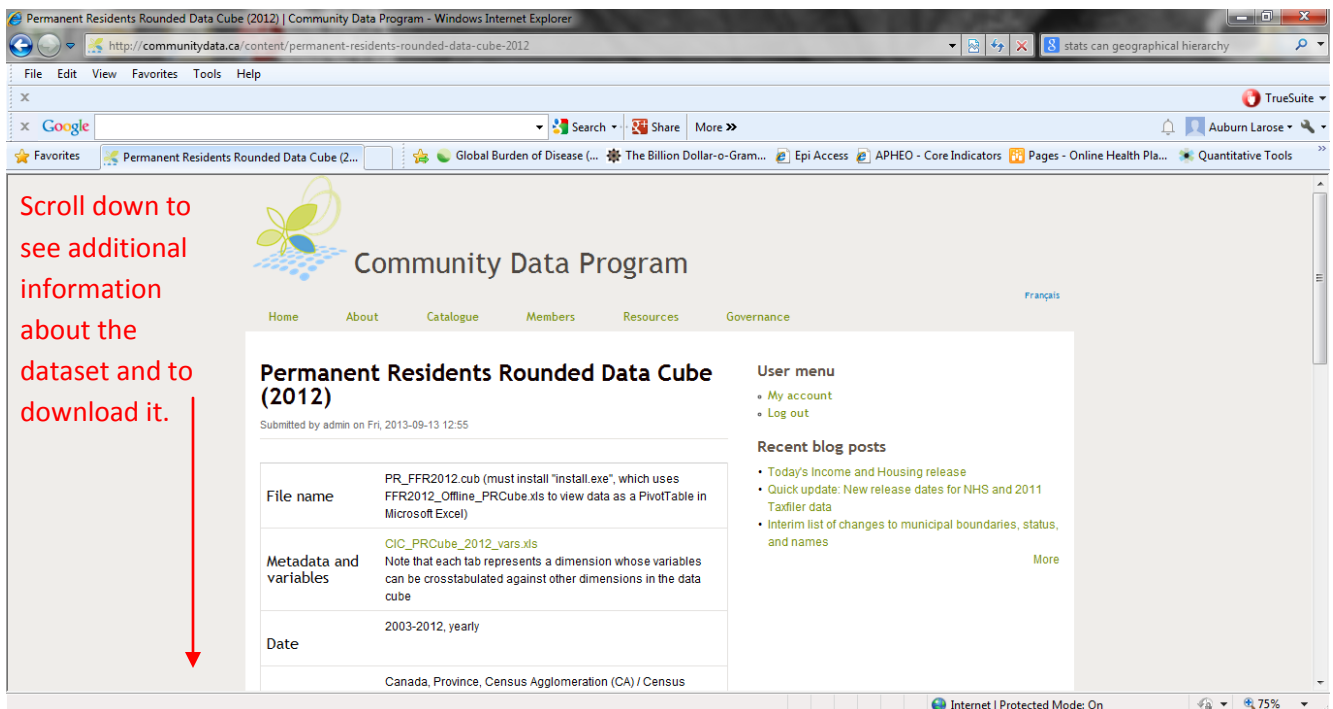 Permanent Residents Rounded Data Cube (2012) | Community Data Program - Windows Internet Explorer
http://communitydata.ca/content/permanent-residents-rounded-data-cube-2012
stats can geographical hierarchy
File Edit View Favorites Tools Help
x
TrueSuite
x Google
Search
Share
More »
Auburn Larose
Favorites
Permanent Residents Rounded Data Cube (2...
Global Burden of Disease (...
The Billion Dollar-o-Gram...
Epi Access
APHEO - Core Indicators
Pages - Online Health Pla...
Quantitative Tools
»
Scroll down to
see additional
information
about the
dataset and to
download it.
Community Data Program
Français
Home About Catalogue Members Resources Governance
Permanent Residents Rounded Data Cube
(2012)
Submitted by admin on Fri, 2013-09-13 12:55
File name
PR_FFR2012.cub (must install "install.exe", which uses
FFR2012_Offline_PRCube.xls to view data as a PivotTable in
Microsoft Excel)
Metadata and
variables
CIC_PRCube_2012_vars.xls
Note that each tab represents a dimension whose variables
can be crosstabulated against other dimensions in the data
cube
Date
2003-2012, yearly
Canada, Province, Census Agglomeration (CA) / Census
User menu
My account
Log out
Recent blog posts
Today's Income and Housing release
Quick update: New release dates for NHS and 2011
Taxfiler data
Interim list of changes to municipal boundaries, status,
and names
More
Internet | Protected Mode: On
75%